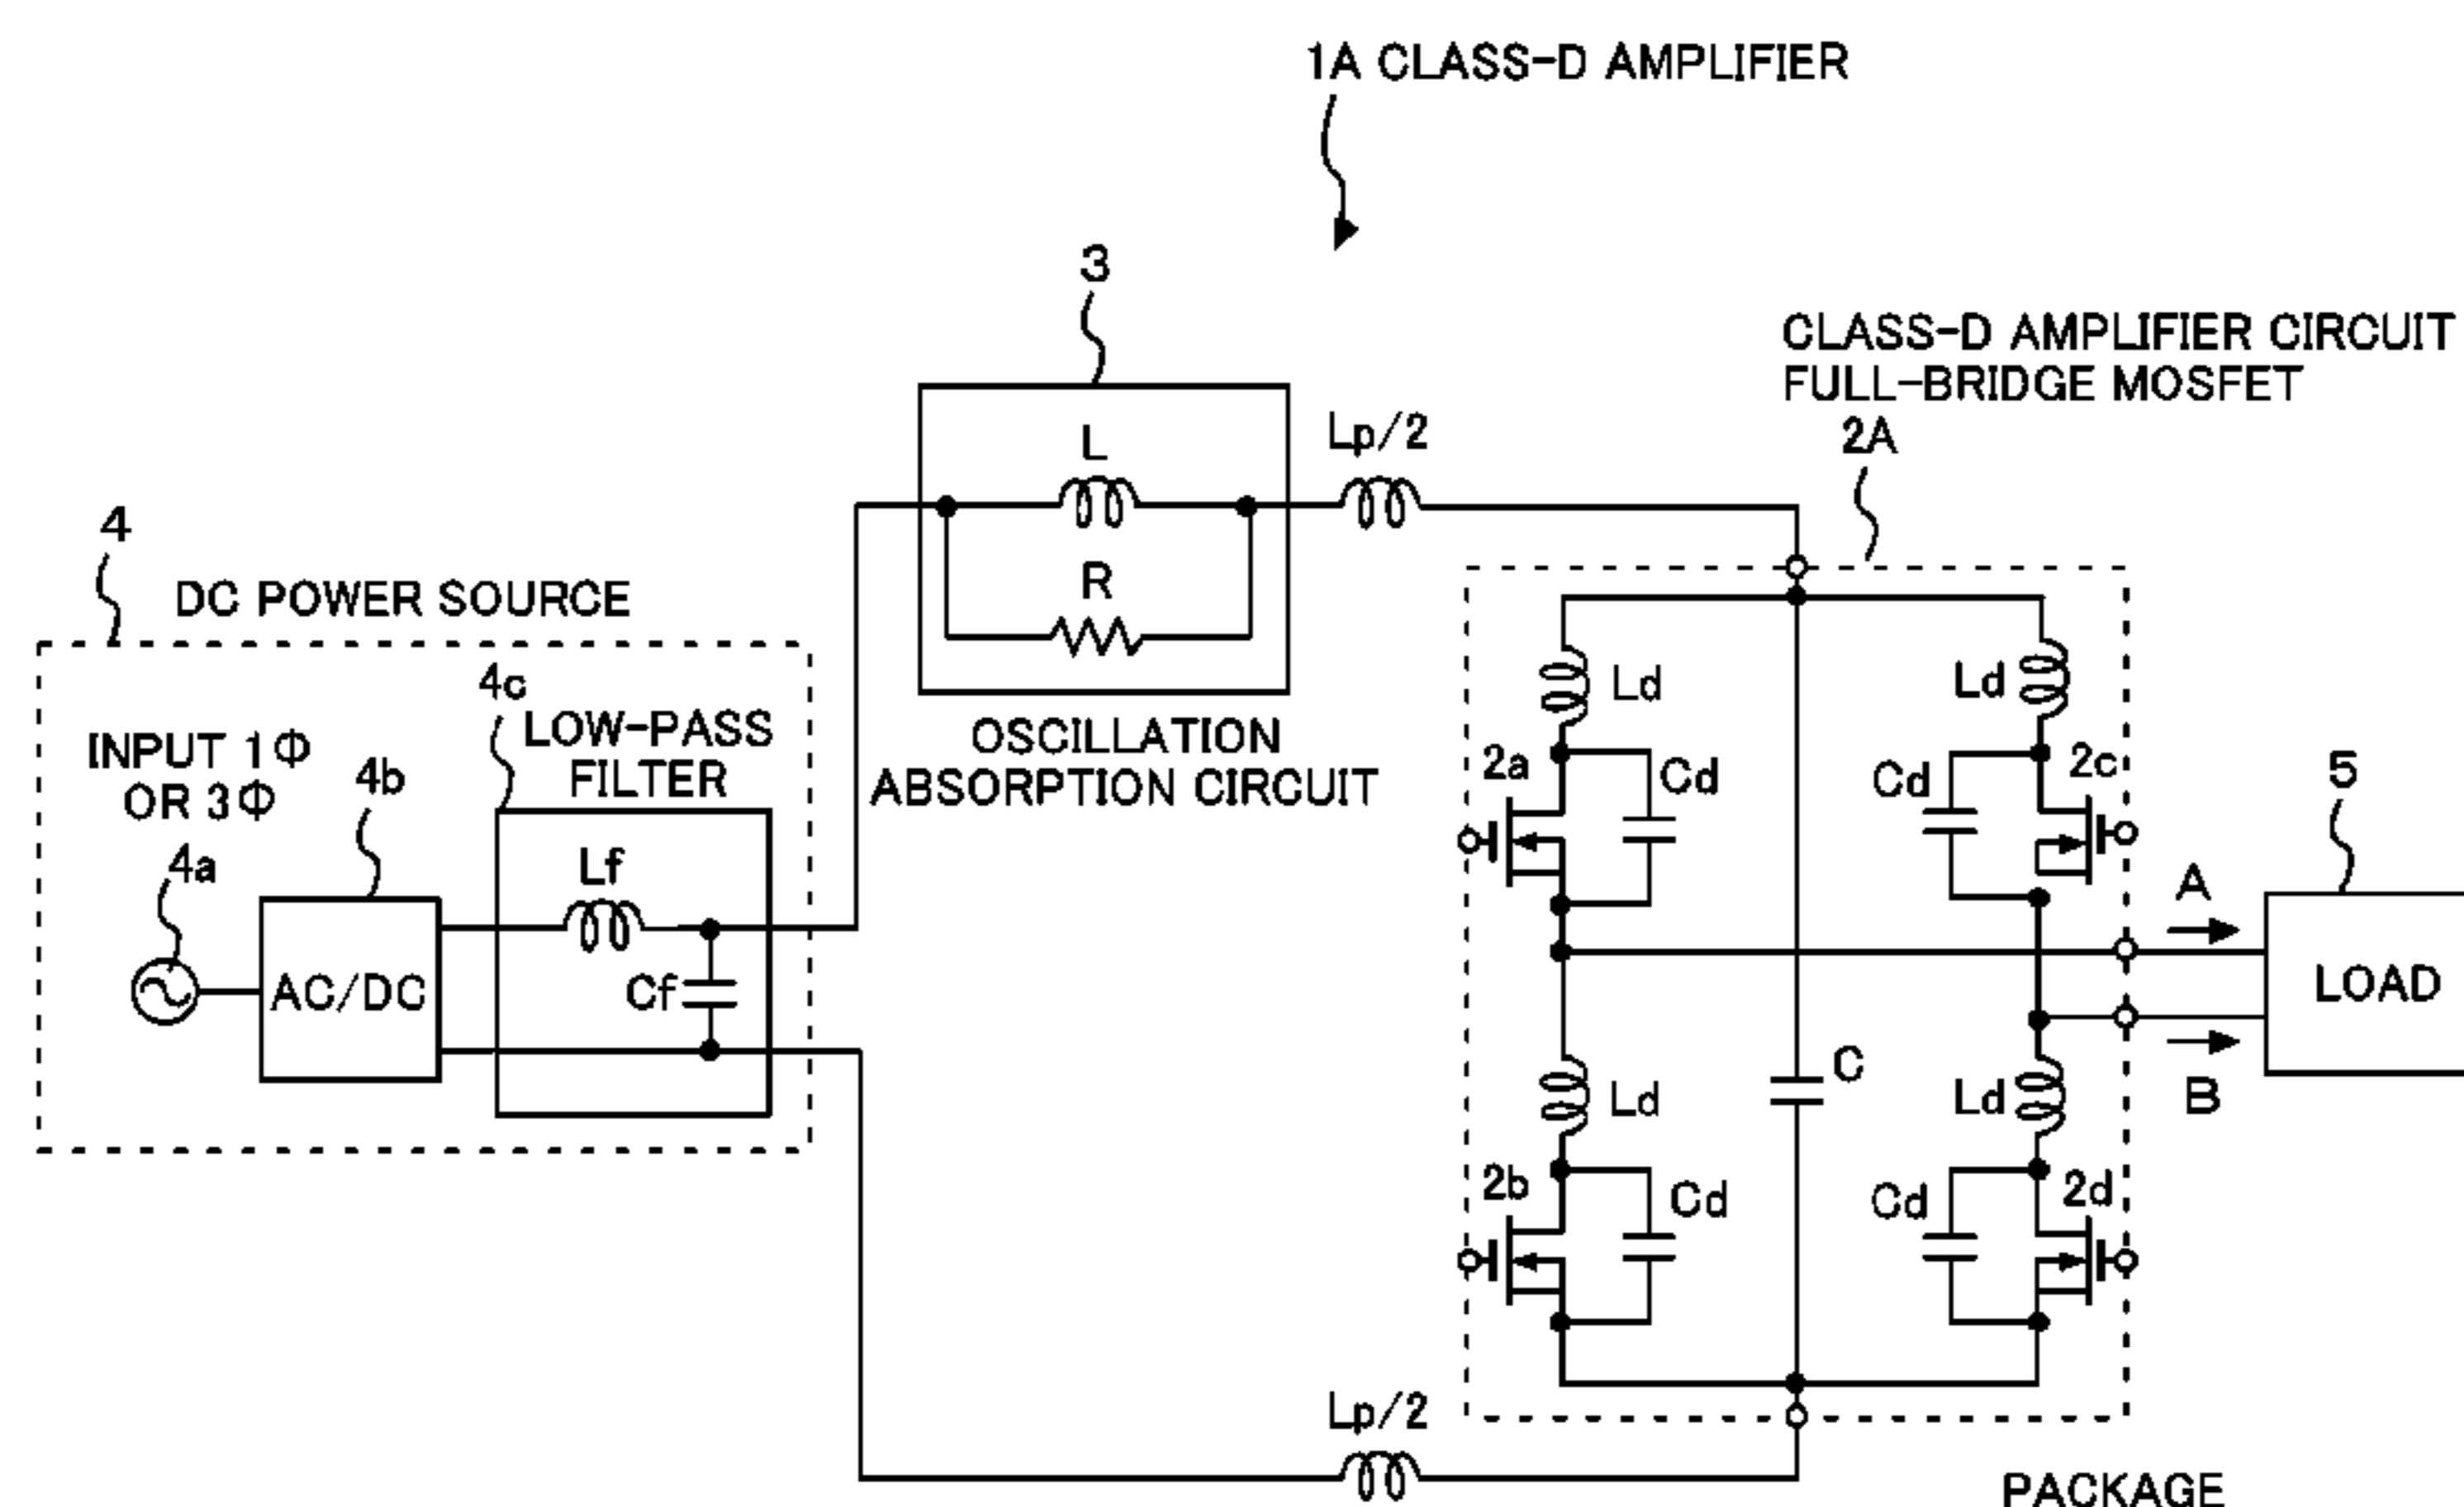 1A CLASS-D AMPLIFIER
3
CLASS-D AMPLIFIER CIRCUIT
FULL-BRIDGE MOSFET
2A
L
Lp/2
R
4
DC POWER SOURCE
4c
LOW-PASS
FILTER
OSCILLATION
ABSORPTION CIRCUIT
INPUT 1Φ
OR 3Φ
4b
4a
Lf
Cf
AC/DC
Ld
Ld
2a
Cd
Cd
2c
5
A
LOAD
B
C
Ld
Ld
2b
Cd
Cd
2d
Lp/2
PACKAGE